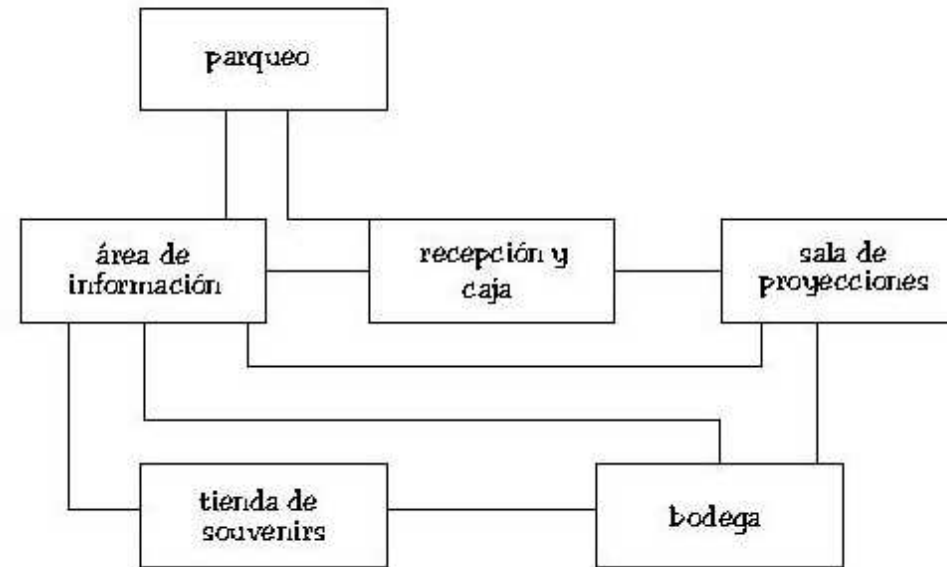 parqueo
área de
información
recepción y
caja
sala de
proyecciones
tienda de
souvenirs
bodega